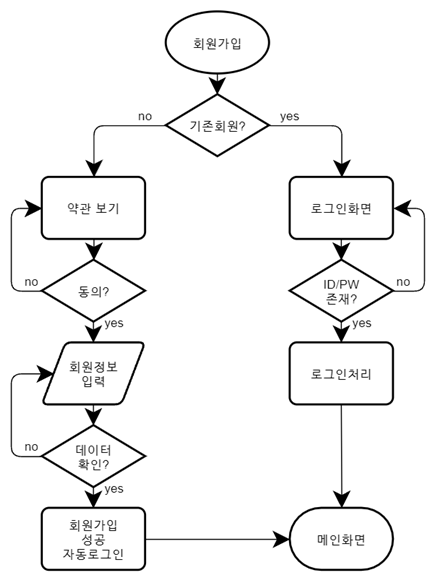 회원가입
기존회원?
no
yes
약관 보기
로그인화면
동의?
no
yes
ID/PW
존재?
no
yes
회원정보
입력
로그인처리
데이터
확인?
no
yes
회원가입
성공
자동로그인
메인화면